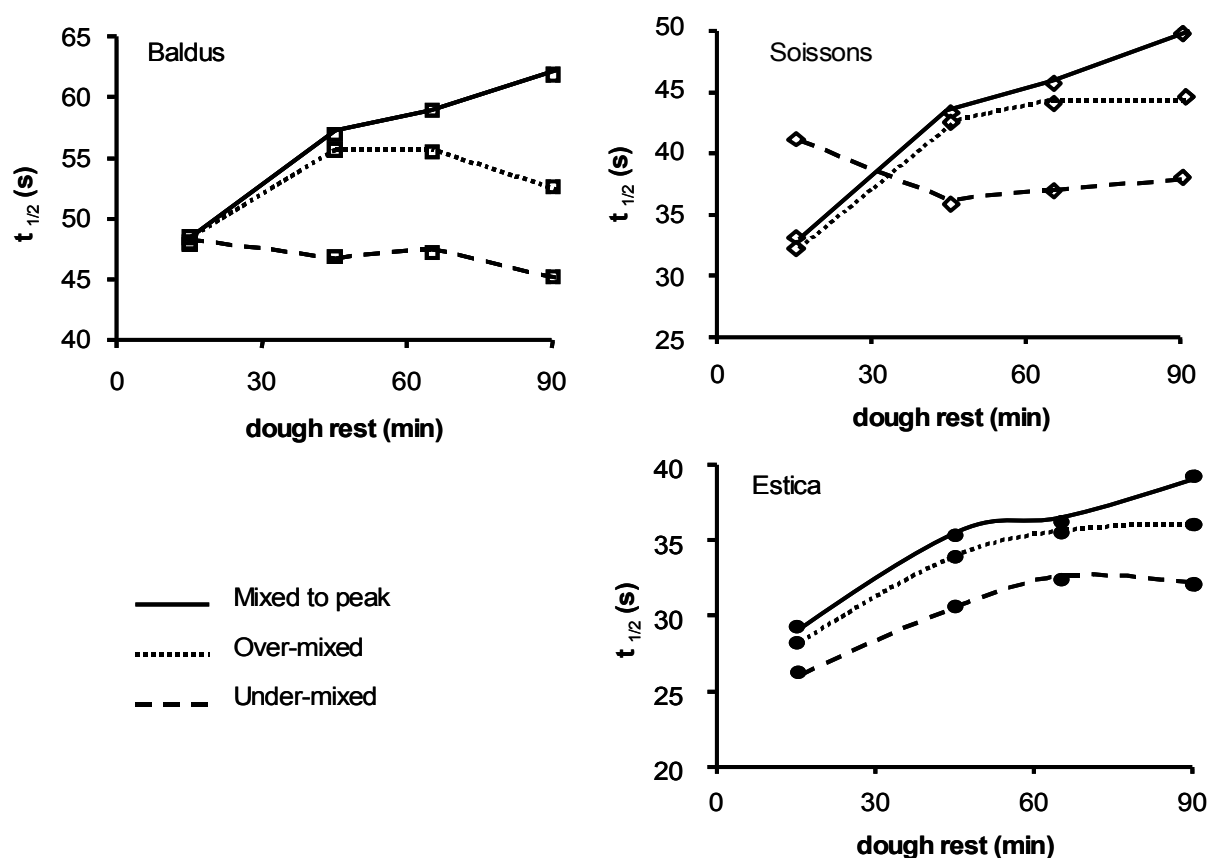 Baldus
65
60
55
50
45
40
t 1/2 (s)
0 30 60 90
dough rest (min)
Soissons
50
45
40
35
30
25
t 1/2 (s)
0 30 60 90
dough rest (min)
Estica
40
35
30
25
20
t 1/2 (s)
0 30 60 90
dough rest (min)
Mixed to peak
Over-mixed
Under-mixed